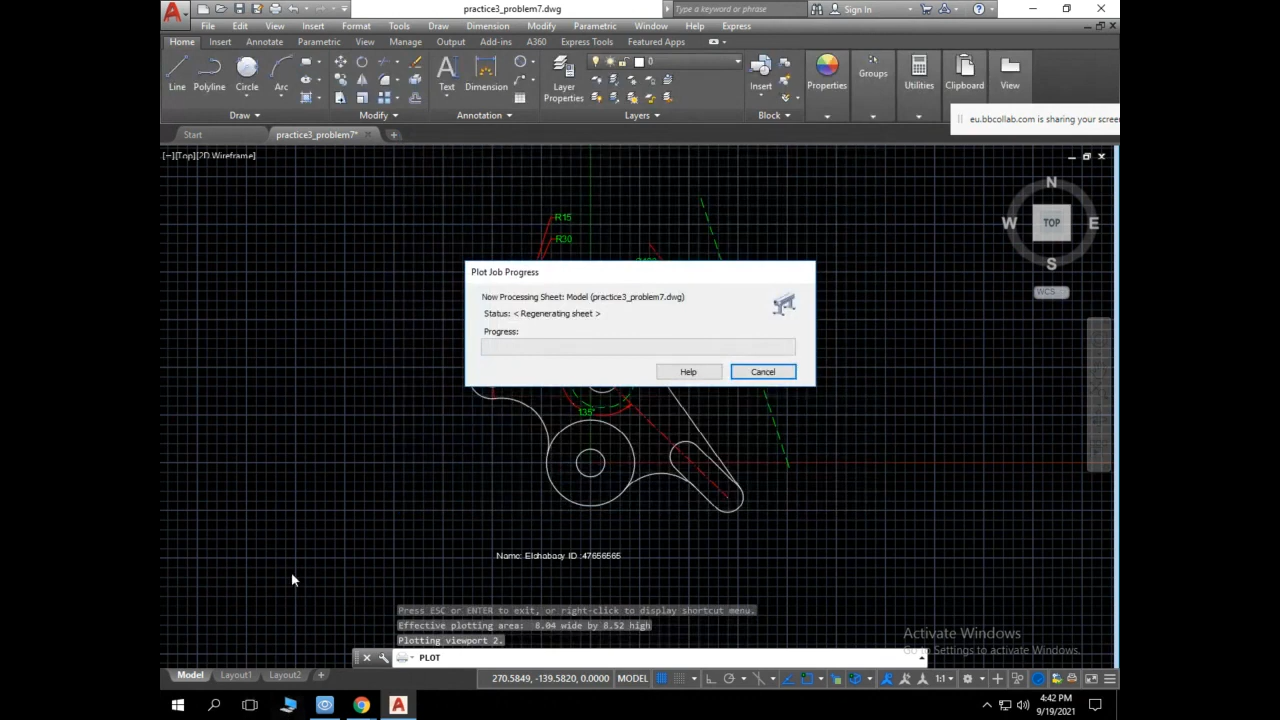 practice3_problem7.dwg
Type a keyword or phrase
Sign In
File Edit View Insert Format Tools Draw Dimension Modify Parametric Window Help Express
Home Insert Annotate Parametric View Manage Output Add-ins A360 Express Tools Featured Apps
0
Line Polyline Circle Arc Text Dimension Layer Properties Insert Properties Groups Utilities Clipboard View
Draw Modify Annotation Layers Block
eu.bbcollab.com is sharing your screen
Start practice3_problem7*
[−][Top][2D Wireframe]
N
W TOP E
S
WCS
R15
R30
Plot Job Progress
Now Processing Sheet: Model (practice3_problem7.dwg)
Status: < Regenerating sheet >
Progress:
Help Cancel
135°
Name: Elshabacy ID :47656565
Press ESC or ENTER to exit, or right-click to display shortcut menu.
Effective plotting area: 8.04 wide by 8.52 high
Plotting viewport 2.
PLOT
Activate Windows
Go to Settings to activate Windows.
Model Layout1 Layout2
270.5849, -139.5820, 0.0000 MODEL 1:1
4:42 PM
9/19/2021